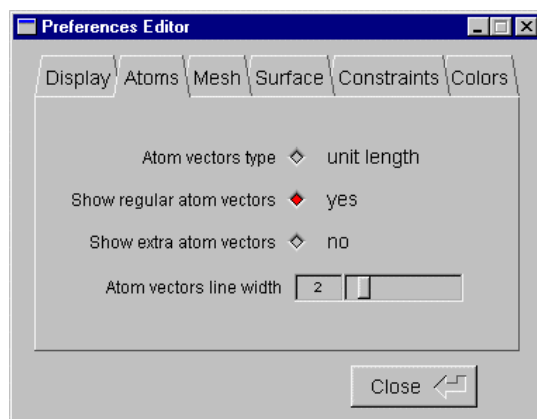 Preferences Editor
Display Atoms Mesh Surface Constraints Colors
Atom vectors type unit length
Show regular atom vectors yes
Show extra atom vectors no
Atom vectors line width 2
Close